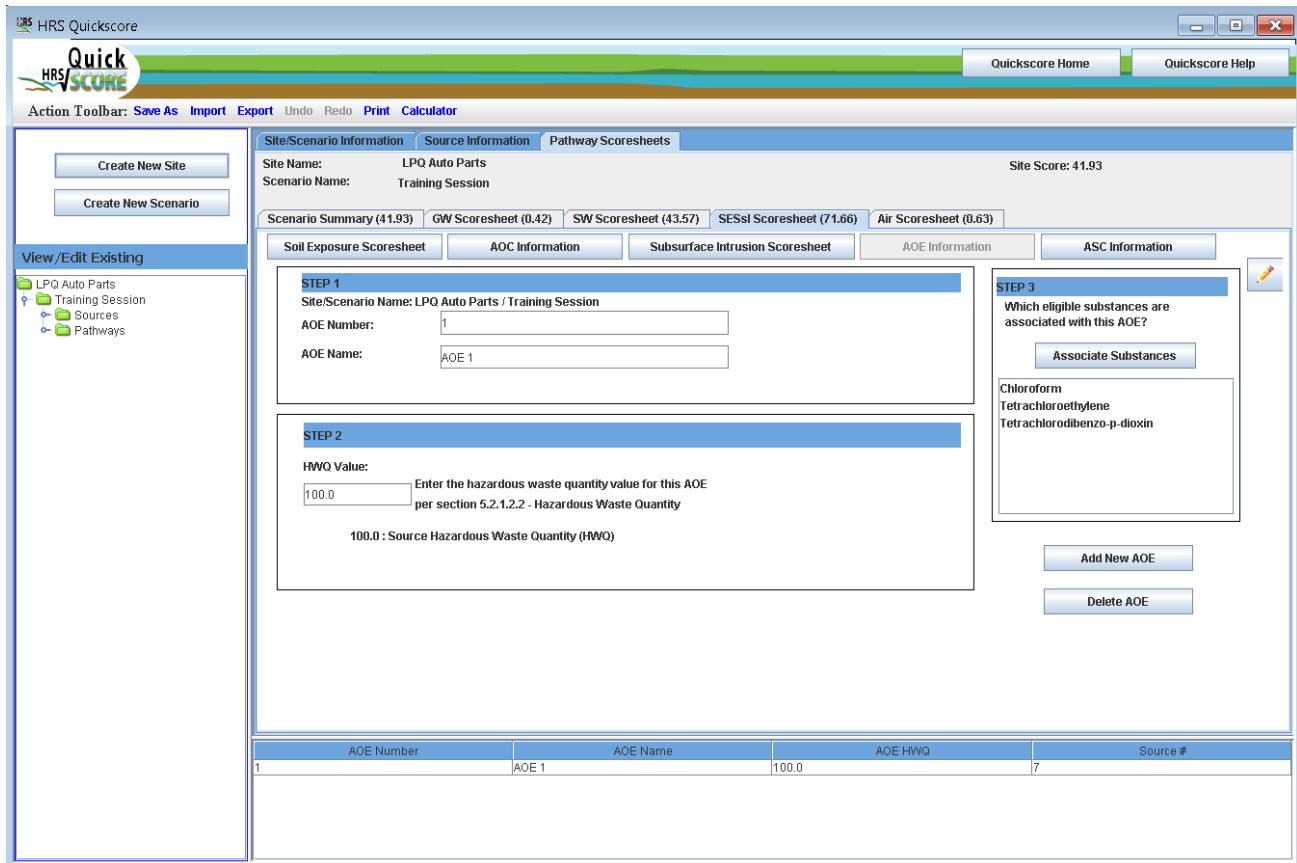 HRS Quickscore
HRS Quick SCORE
Quickscore Home
Quickscore Help
Action Toolbar: Save As Import Export Undo Redo Print Calculator
Create New Site
Create New Scenario
View/Edit Existing
LPQ Auto Parts
Training Session
Sources
Pathways
Site/Scenario Information Source Information Pathway Scoresheets
Site Name: LPQ Auto Parts Site Score: 41.93
Scenario Name: Training Session
Scenario Summary (41.93) GW Scoresheet (0.42) SW Scoresheet (43.57) SESsI Scoresheet (71.66) Air Scoresheet (0.63)
Soil Exposure Scoresheet AOC Information Subsurface Intrusion Scoresheet AOE Information ASC Information
STEP 1
Site/Scenario Name: LPQ Auto Parts / Training Session
AOE Number: 1
AOE Name: AOE 1
STEP 2
HWQ Value:
100.0
Enter the hazardous waste quantity value for this AOE
per section 5.2.1.2.2 - Hazardous Waste Quantity
100.0 : Source Hazardous Waste Quantity (HWQ)
STEP 3
Which eligible substances are
associated with this AOE?
Associate Substances
Chloroform
Tetrachloroethylene
Tetrachlorodibenzo-p-dioxin
Add New AOE
Delete AOE
AOE Number AOE Name AOE HWQ Source #
1 AOE 1 100.0 7